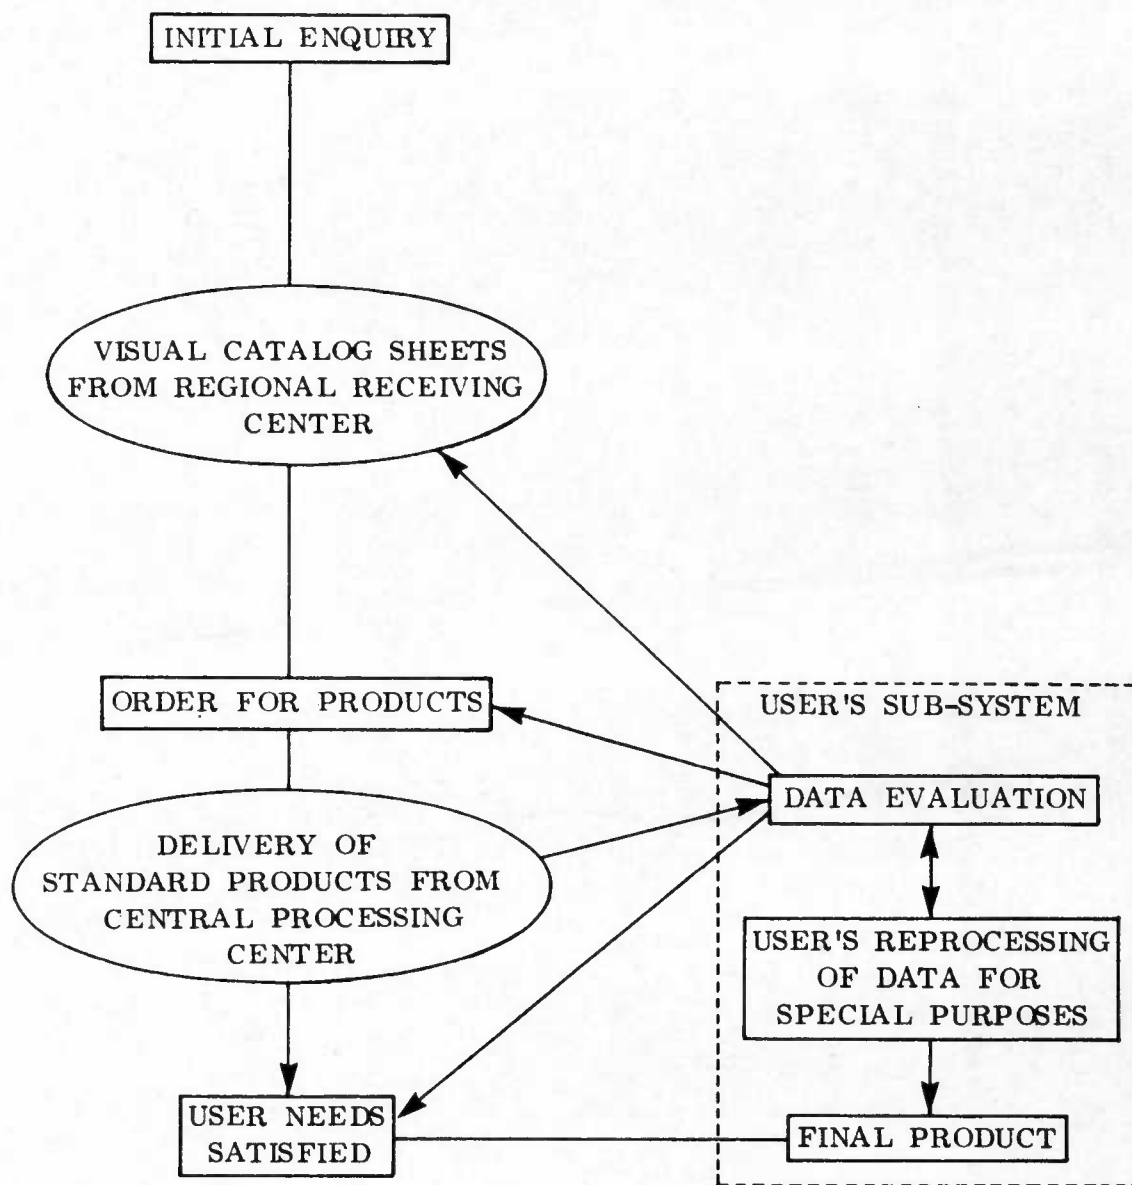 INITIAL ENQUIRY
VISUAL CATALOG SHEETS
FROM REGIONAL RECEIVING
CENTER
ORDER FOR PRODUCTS
USER'S SUB-SYSTEM
DATA EVALUATION
DELIVERY OF
STANDARD PRODUCTS FROM
CENTRAL PROCESSING
CENTER
USER'S REPROCESSING
OF DATA FOR
SPECIAL PURPOSES
USER NEEDS
SATISFIED
FINAL PRODUCT